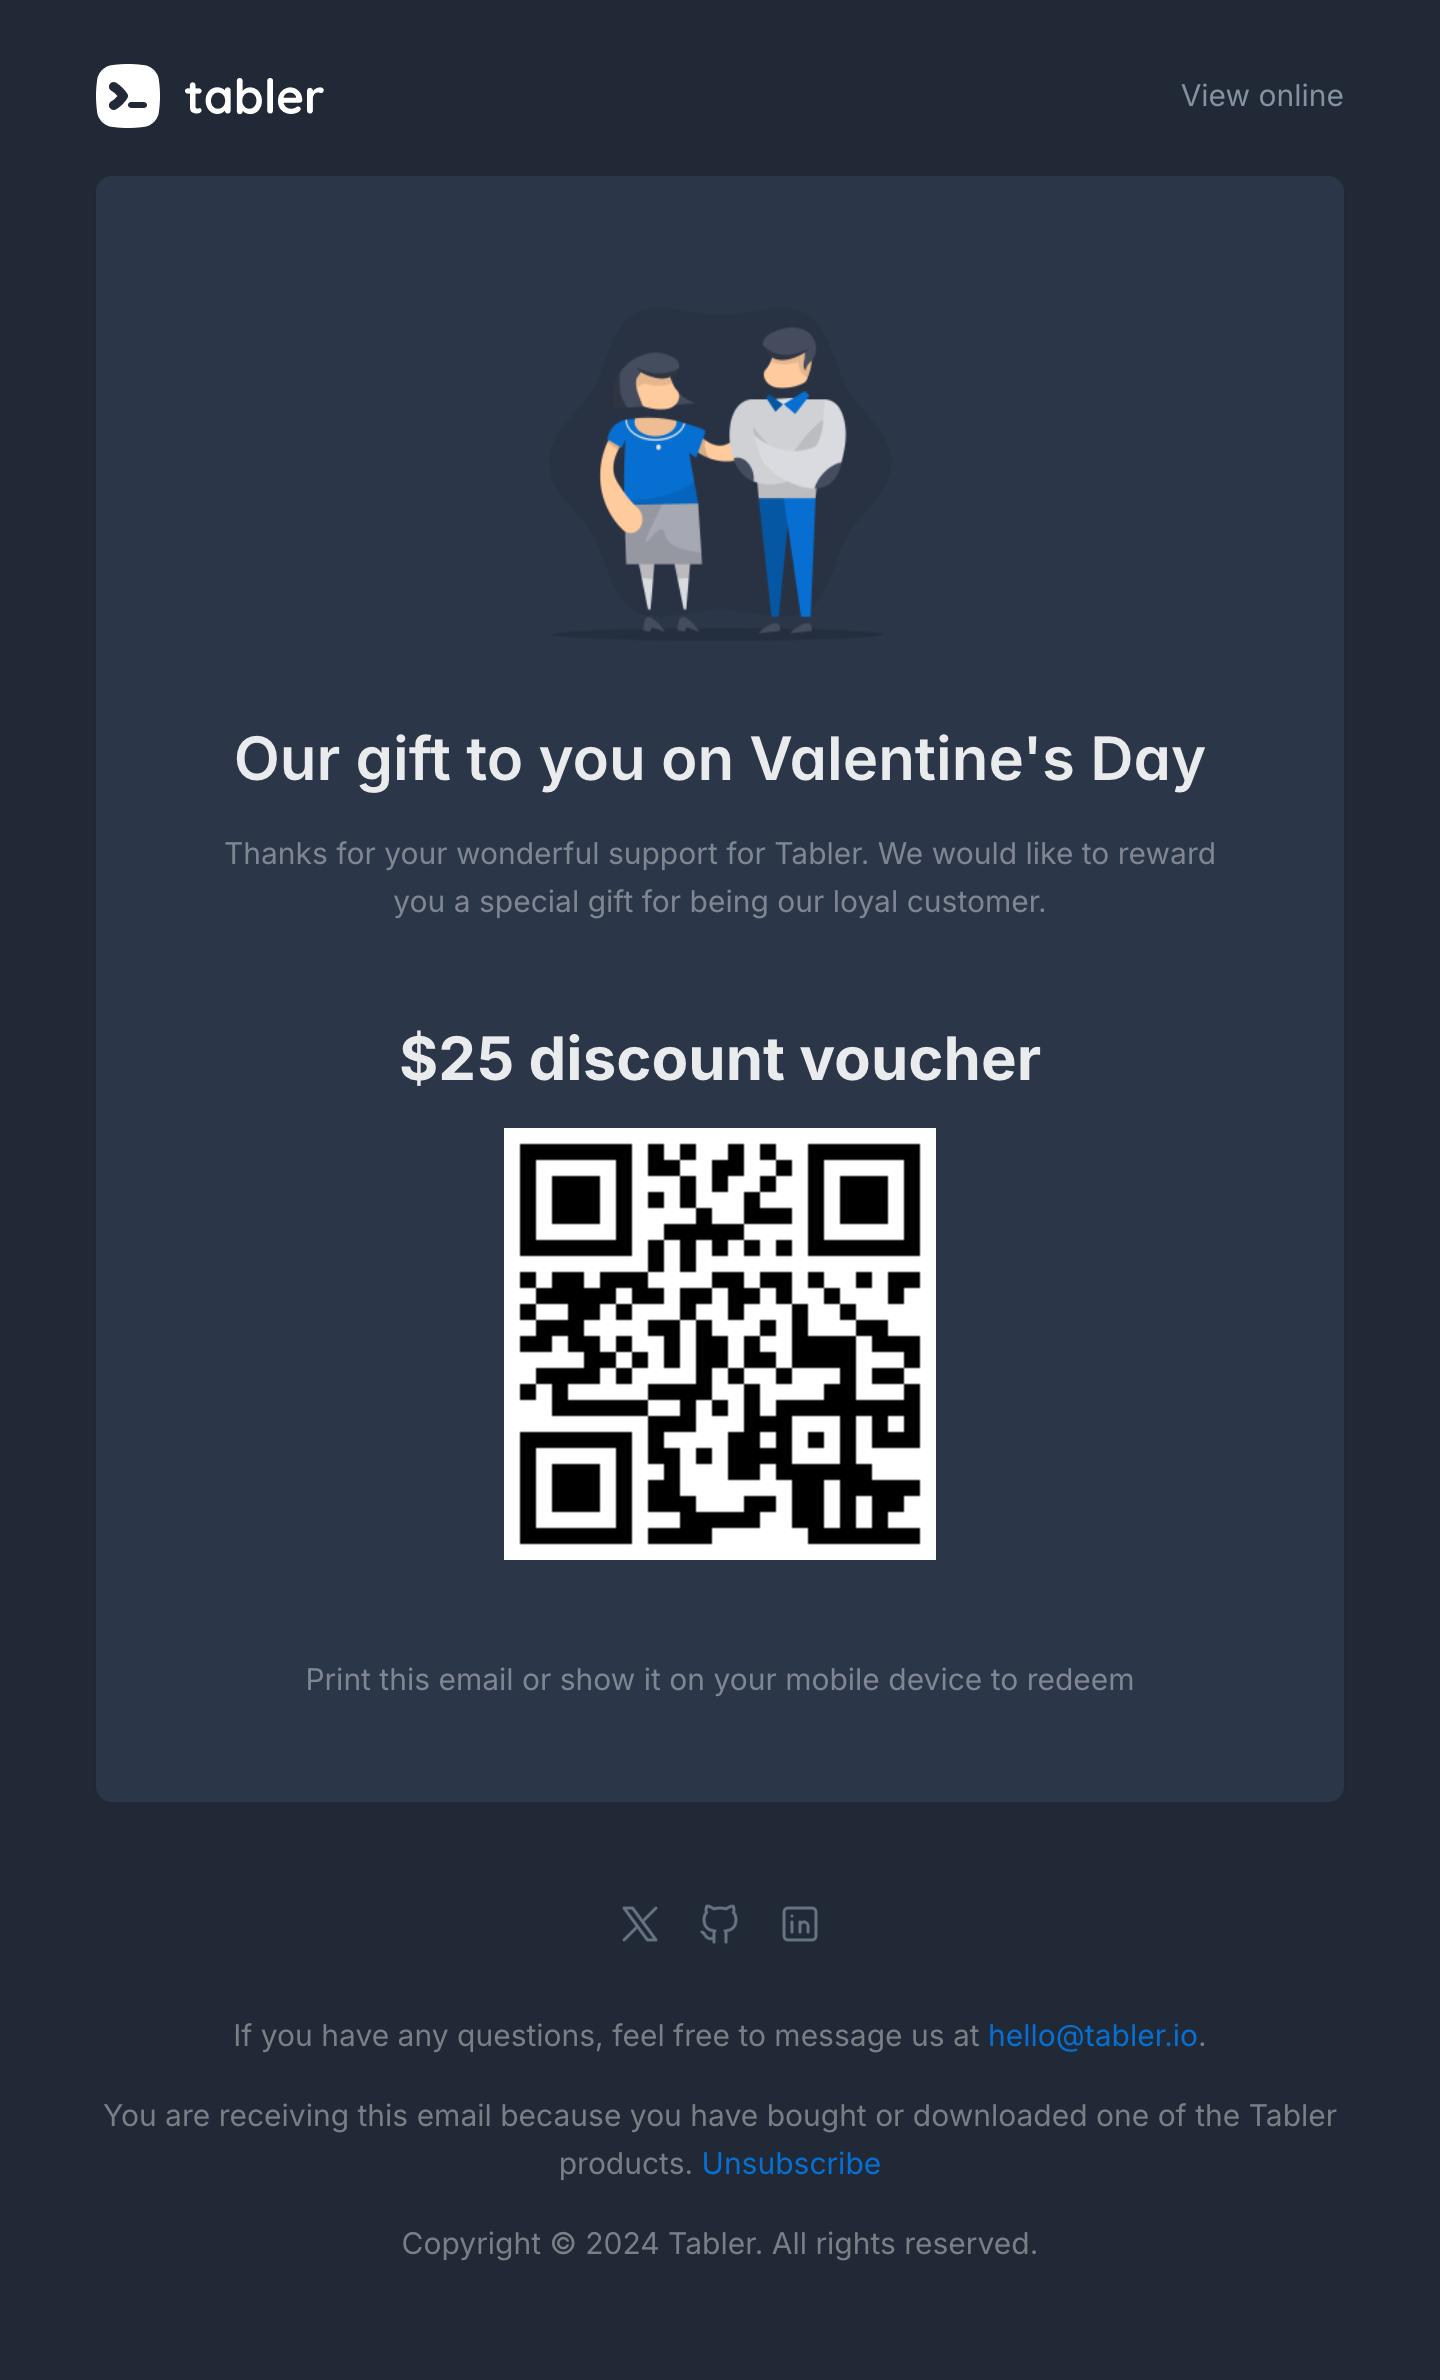 tabler
View online
Our gift to you on Valentine's Day
Thanks for your wonderful support for Tabler. We would like to reward
you a special gift for being our loyal customer.
$25 discount voucher
Print this email or show it on your mobile device to redeem
If you have any questions, feel free to message us at hello@tabler.io.
You are receiving this email because you have bought or downloaded one of the Tabler
products. Unsubscribe
Copyright © 2024 Tabler. All rights reserved.